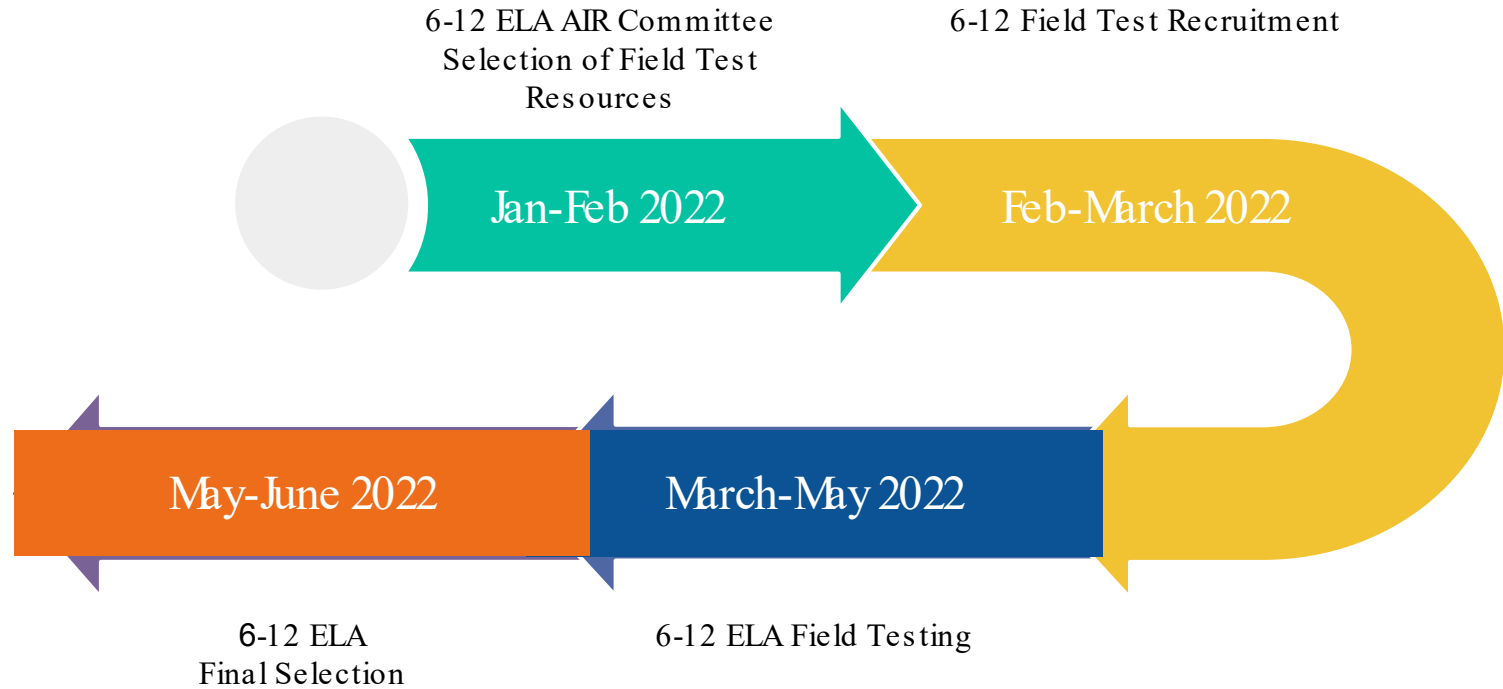 6-12 ELA AIR Committee
Selection of Field Test
Resources
6-12 Field Test Recruitment
Jan-Feb 2022
Feb-March 2022
May-June 2022
March-May 2022
6-12 ELA
Final Selection
6-12 ELA Field Testing